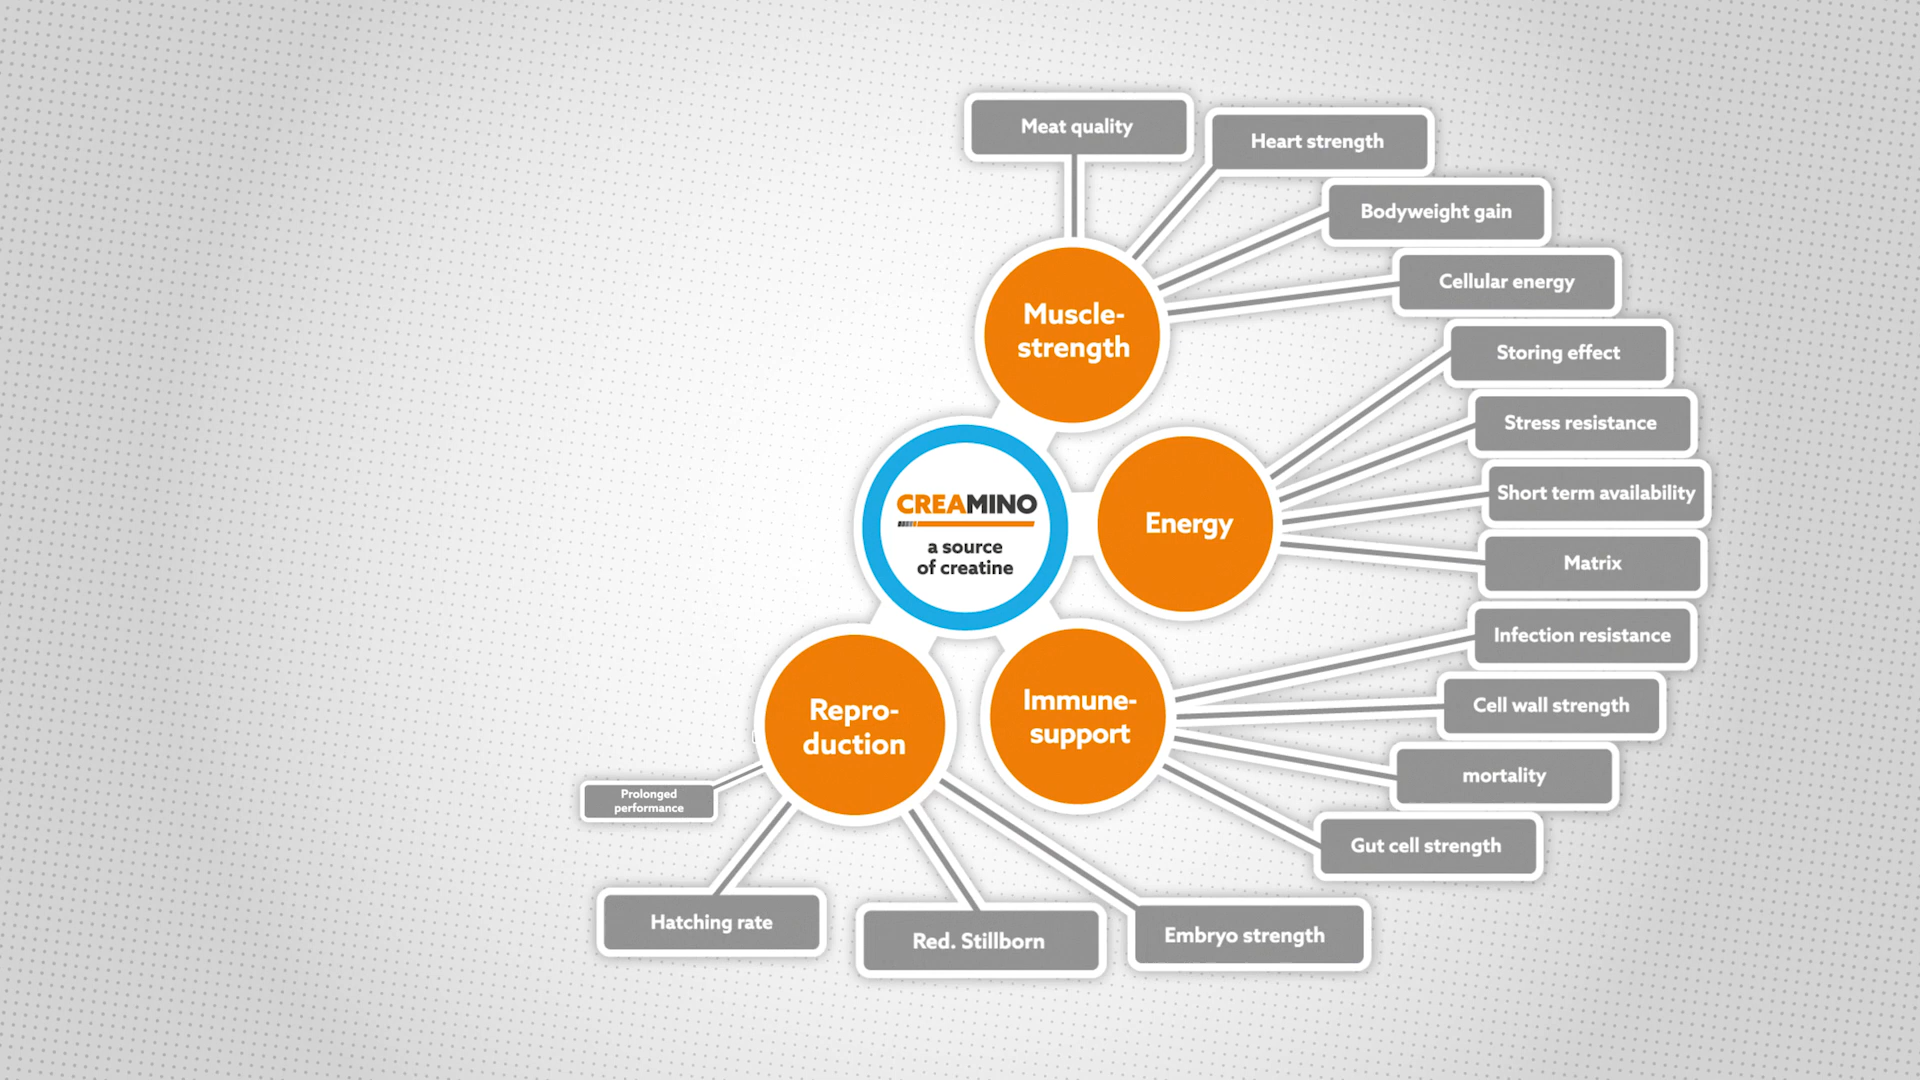 Meat quality
Heart strength
Bodyweight gain
Cellular energy
Muscle-
strength
Storing effect
Stress resistance
Short term availability
Matrix
Energy
CREAMINO
a source
of creatine
Infection resistance
Cell wall strength
mortality
Gut cell strength
Immune-
support
Repro-
duction
Prolonged
performance
Hatching rate
Red. Stillborn
Embryo strength